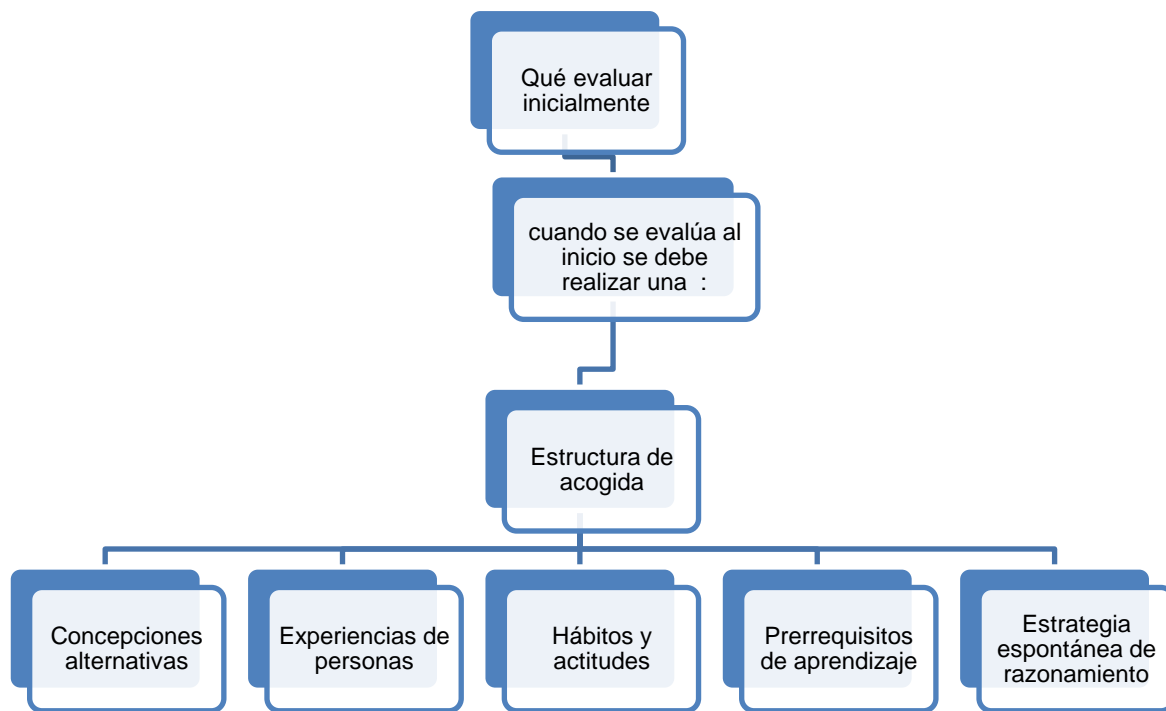 Qué evaluar
inicialmente
cuando se evalúa al
inicio se debe
realizar una :
Estructura de
acogida
Concepciones
alternativas
Experiencias de
personas
Hábitos y
actitudes
Prerrequisitos
de aprendizaje
Estrategia
espontánea de
razonamiento